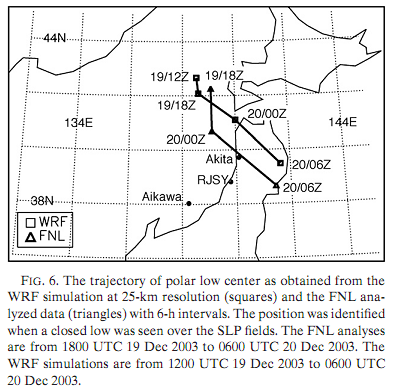 44N
19/12Z
19/18Z
19/18Z
134E
20/00Z
144E
20/00Z
Akita
20/06Z
RJSY
20/06Z
Aikawa
38N
WRF
FNL
FIG. 6. The trajectory of polar low center as obtained from the
WRF simulation at 25-km resolution (squares) and the FNL ana-
lyzed data (triangles) with 6-h intervals. The position was identified
when a closed low was seen over the SLP fields. The FNL analyses
are from 1800 UTC 19 Dec 2003 to 0600 UTC 20 Dec 2003. The
WRF simulations are from 1200 UTC 19 Dec 2003 to 0600 UTC
20 Dec 2003.